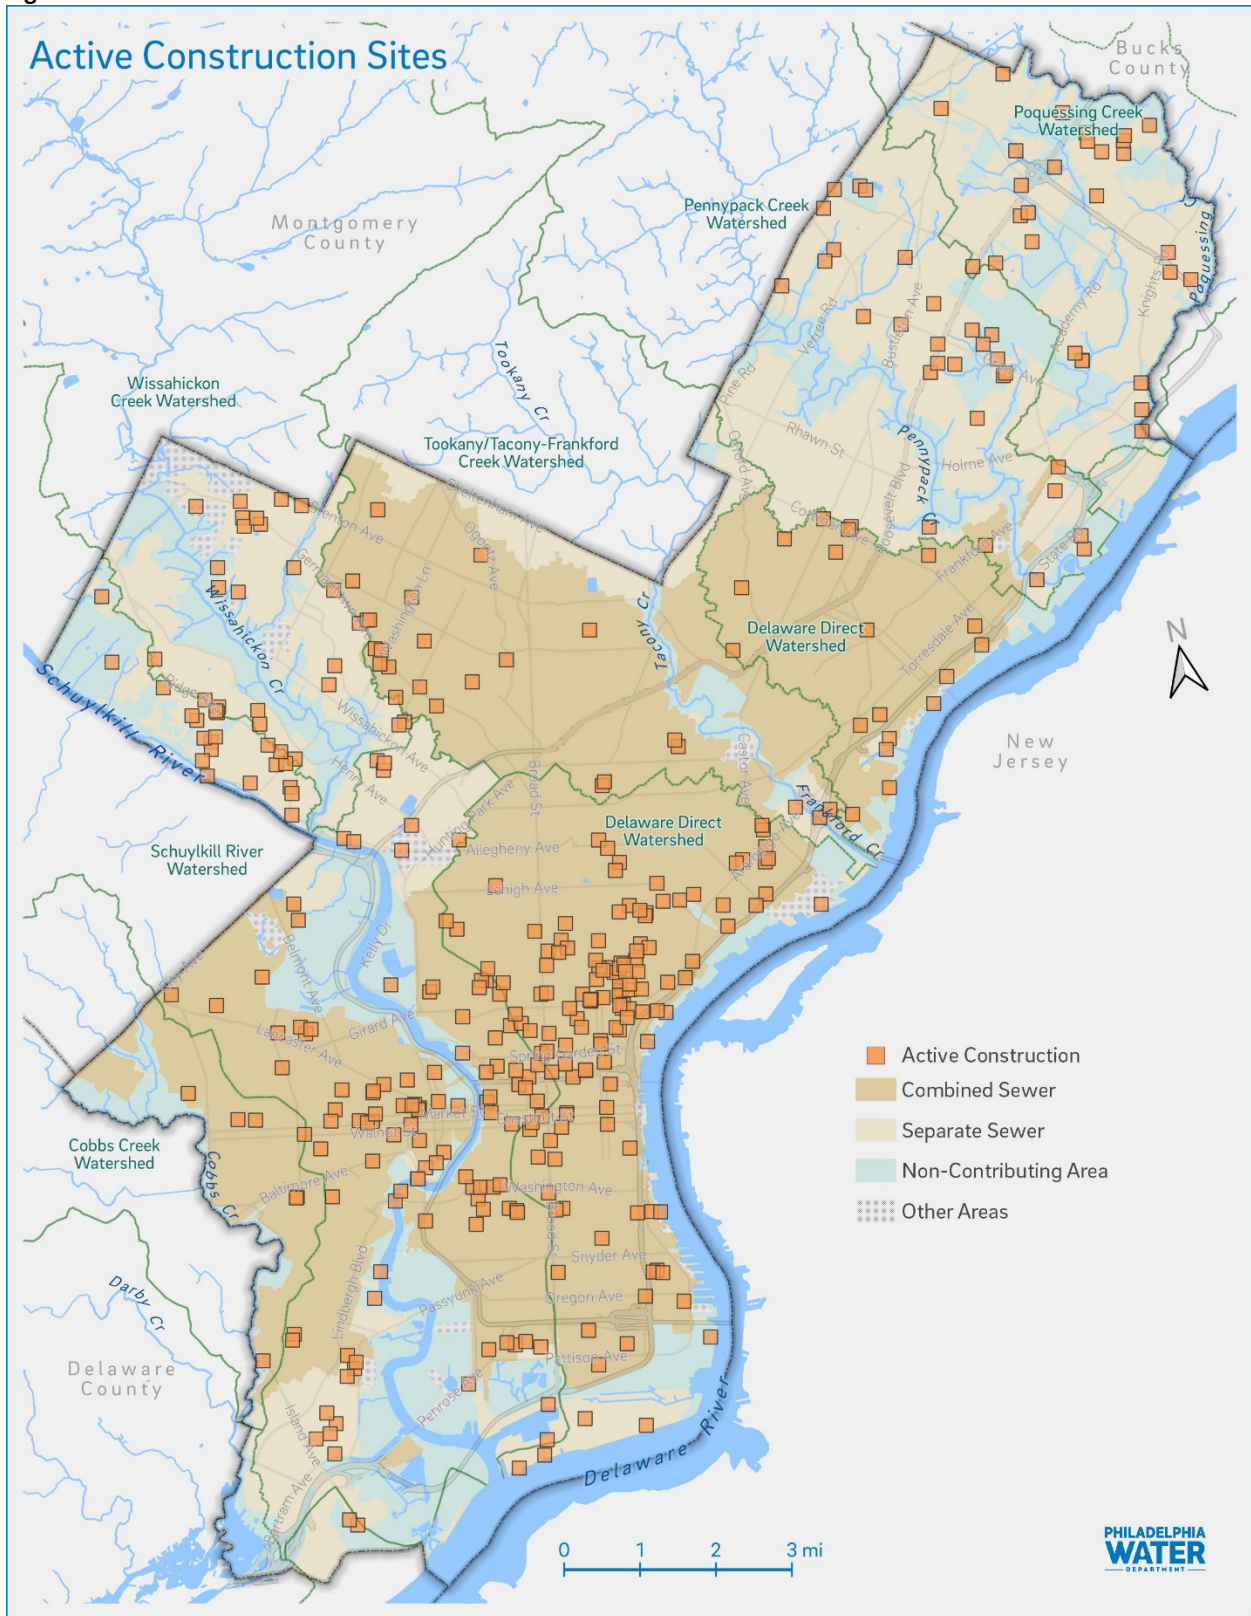 Active Construction Sites
Bucks
County
Poquessing Creek
Watershed
Pennypack Creek
Watershed
Montgomery
County
Poquessing
Cr
Knights Rd
Academy Rd
Verree Rd
Bustleton Ave
Grant Ave
Pine Rd
Tookany Cr
Wissahickon
Creek Watershed
Tookany/Tacony-Frankford
Creek Watershed
Oxford Ave
Rhawn St
Pennypack Cr
Holme Ave
Roosevelt Blvd
Cheltenham Ave
Stenton Ave
Ogontz Ave
Cottman Ave
Frankford Ave
State Rd
Washington Ln
Wissahickon Cr
Tacony Cr
Delaware Direct
Watershed
Torresdale Ave
N
Schuylkill River
Ridge Ave
Wissahickon Ave
Henry Ave
Castor Ave
New
Jersey
Hunting Park Ave
Broad St
Frankford Cr
Delaware Direct
Watershed
Aramingo Ave
Schuylkill River
Watershed
Allegheny Ave
Lehigh Ave
Kelly Dr
Belmont Ave
City Ave
Girard Ave
Lancaster Ave
Spring Garden St
Market St
Chestnut St
Walnut St
Cobbs Creek
Watershed
Cobbs Cr
Baltimore Ave
Washington Ave
Broad St
Snyder Ave
Lindbergh Blvd
Passyunk Ave
Oregon Ave
Darby Cr
Pattison Ave
Delaware
County
Penrose Ave
Island Ave
Bartram Ave
Delaware River
Active Construction
Combined Sewer
Separate Sewer
Non-Contributing Area
Other Areas
0 1 2 3 mi
PHILADELPHIA
WATER
DEPARTMENT